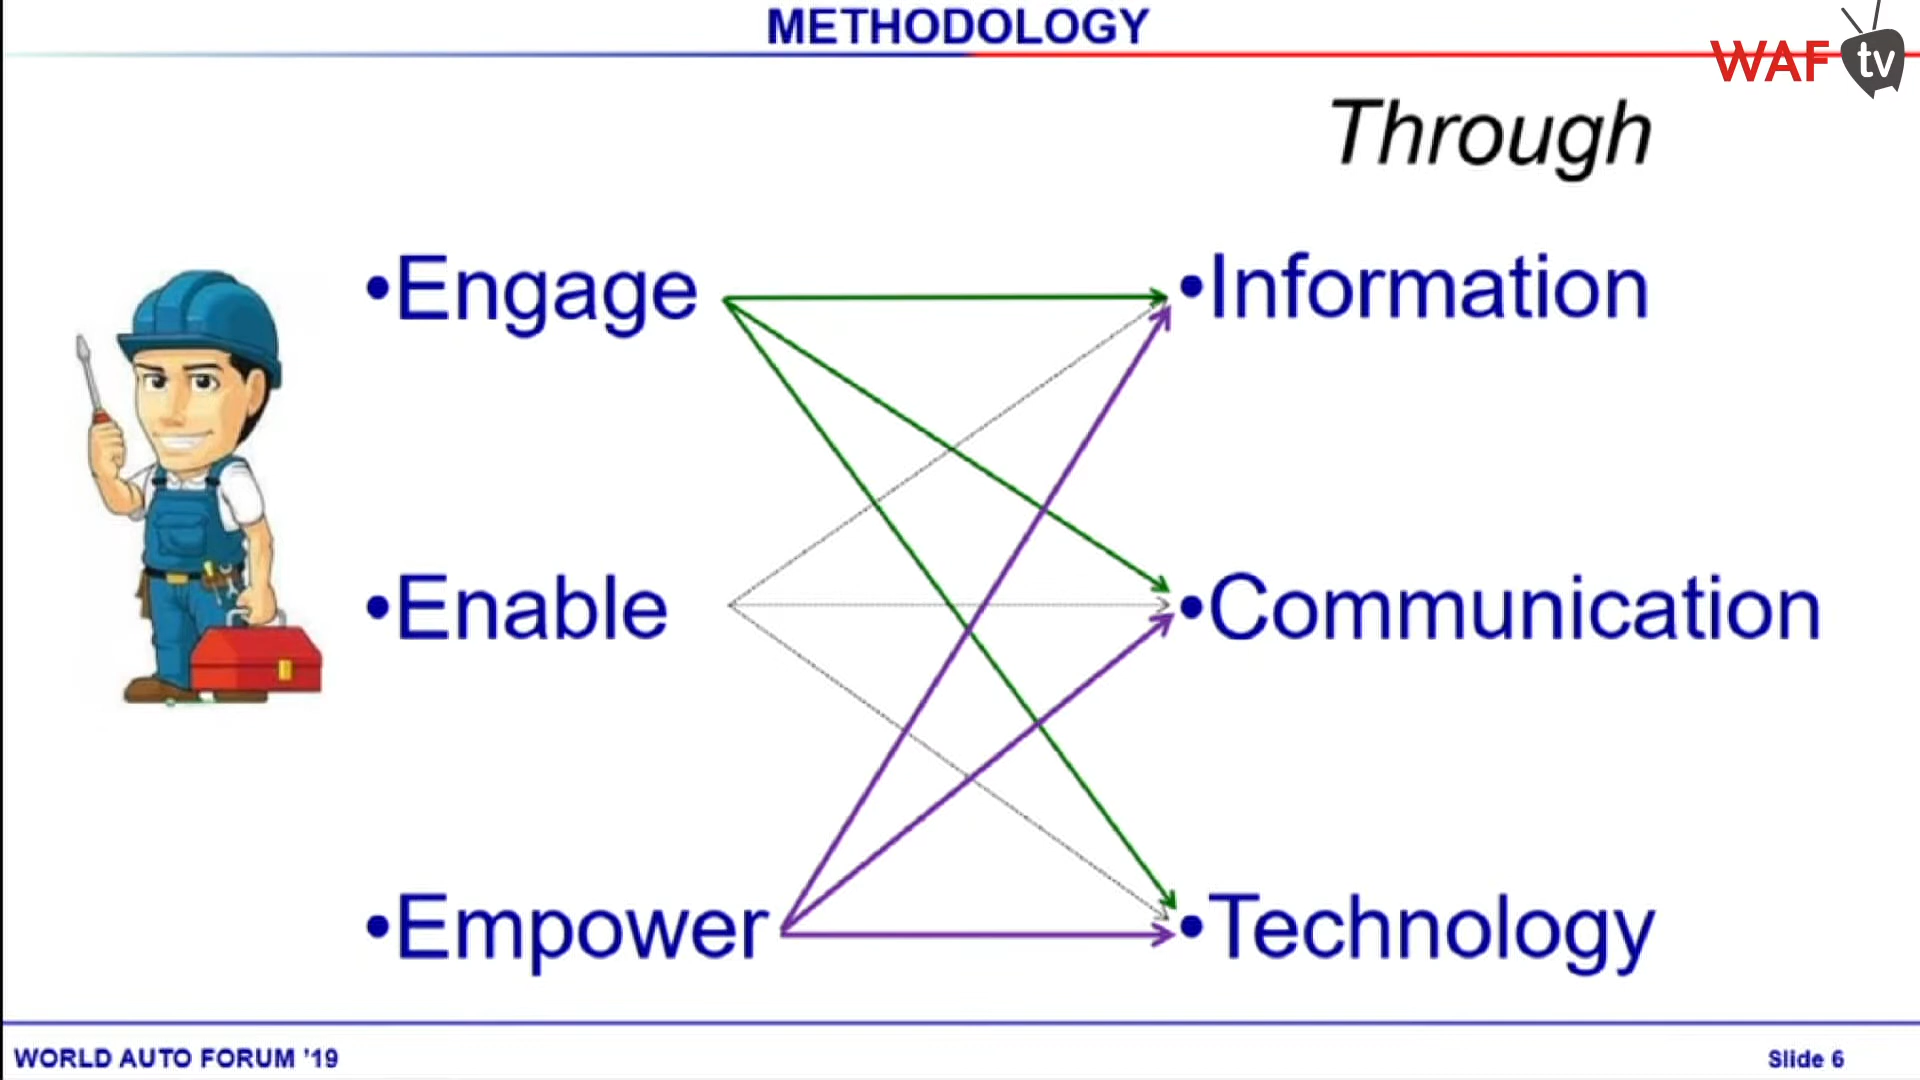 METHODOLOGY
WAF tv
Through
•Engage
•Information
•Enable
•Communication
•Empower
•Technology
WORLD AUTO FORUM '19
Slide 6